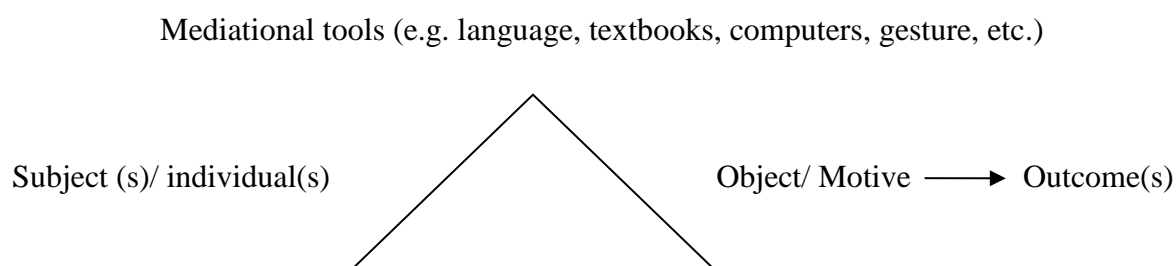 Mediational tools (e.g. language, textbooks, computers, gesture, etc.)
Subject (s)/ individual(s)
Object/ Motive
Outcome(s)